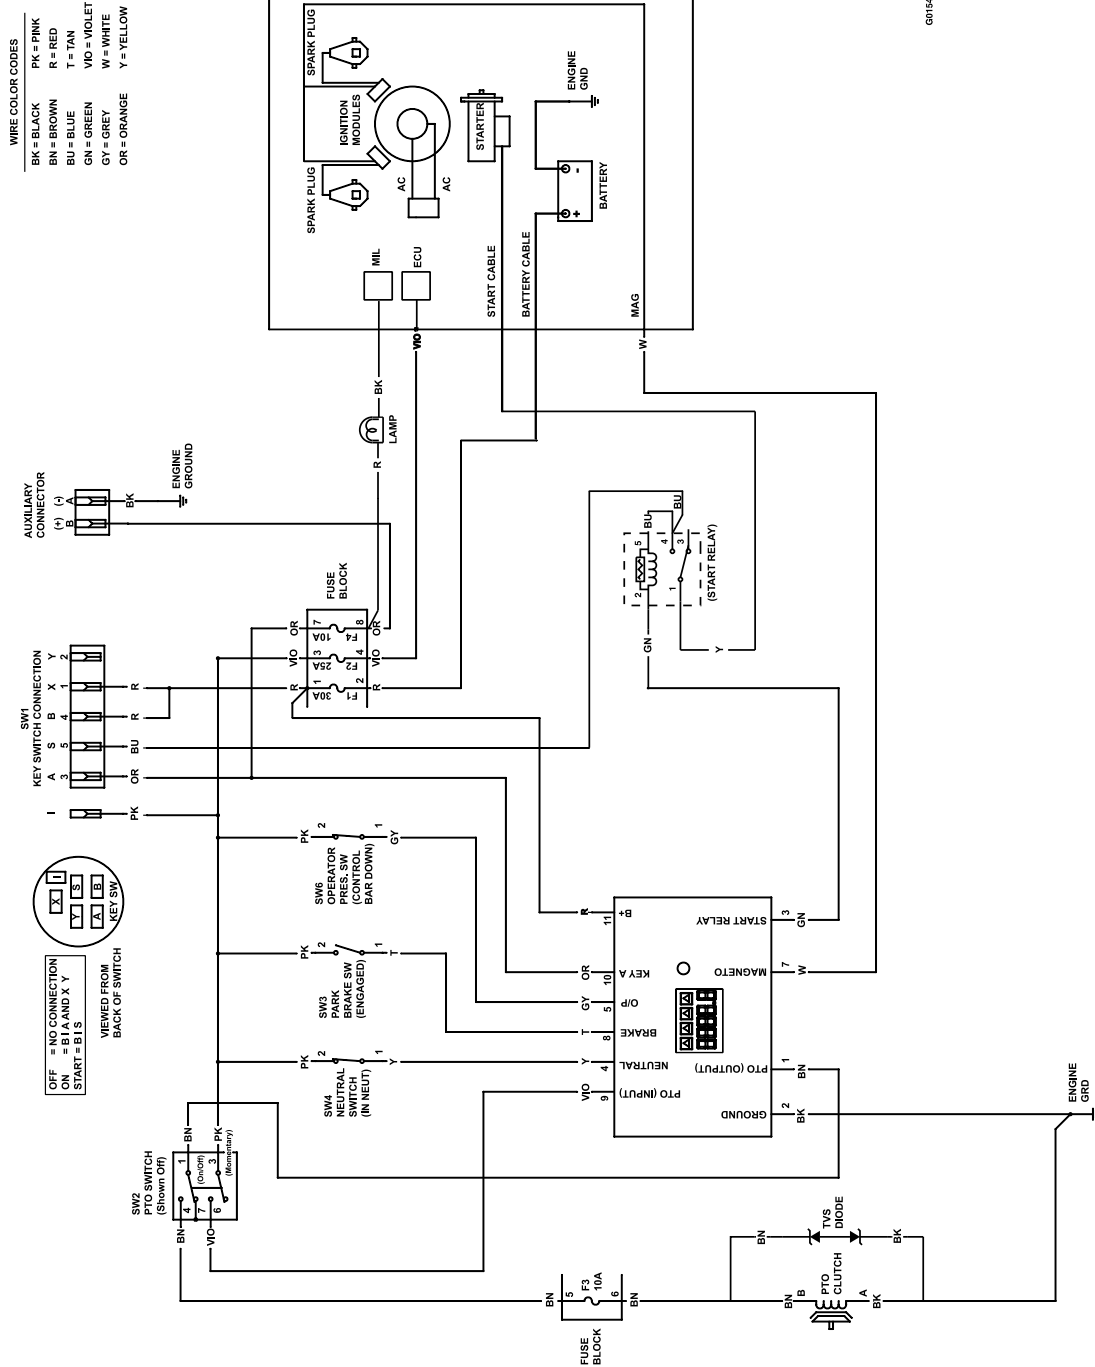 WIRE COLOR CODES
BK = BLACK
BN = BROWN
BU = BLUE
GN = GREEN
GY = GREY
OR = ORANGE
PK = PINK
R = RED
T = TAN
VIO = VIOLET
W = WHITE
Y = YELLOW
G0154
SPARK PLUG
SPARK PLUG
IGNITION
MODULES
AC
AC
STARTER
ENGINE
GND
- +
BATTERY
MIL
ECU
START CABLE
BATTERY CABLE
MAG
W
VIO
BK
LAMP
R
AUXILIARY
CONNECTOR
(+) (-)
B A
BK
ENGINE
GROUND
FUSE
BLOCK
OR 7 10A F4 8 OR
VIO 3 25A F2 4 VIO
R 1 30A F1 2 R
SW1
KEY SWITCH CONNECTION
I A S B X Y
3 5 4 1 2
PK OR BU R R
BU
BU
5
4
3
2
1
(START RELAY)
GN
Y
X I
Y S
A B
KEY SW
VIEWED FROM
BACK OF SWITCH
OFF = NO CONNECTION
ON = B I A AND X Y
START = B I S
PK 2 1 GY
SW6
OPERATOR
PRES. SW
(CONTROL
BAR DOWN)
PK 2 1 T
SW3
PARK
BRAKE SW
(ENGAGED)
PK 2 1 Y
SW4
NEUTRAL
SWITCH
(IN NEUT)
SW2
PTO SWITCH
(Shown Off)
BN PK
1 3
(On/Off)
(Momentary)
4 7 6
BN VIO
R 11 B+
OR 10 KEY A
GY 5 O/P
T 8 BRAKE
Y 4 NEUTRAL
VIO 9 PTO (INPUT)
START RELAY 3 GN
MAGNETO 7 W
PTO (OUTPUT) 1 BN
GROUND 2 BK
ENGINE
GRD
BN 5 F3 10A 6 BN
FUSE
BLOCK
BN BK
TVS
DIODE
PTO
CLUTCH
BN B A BK